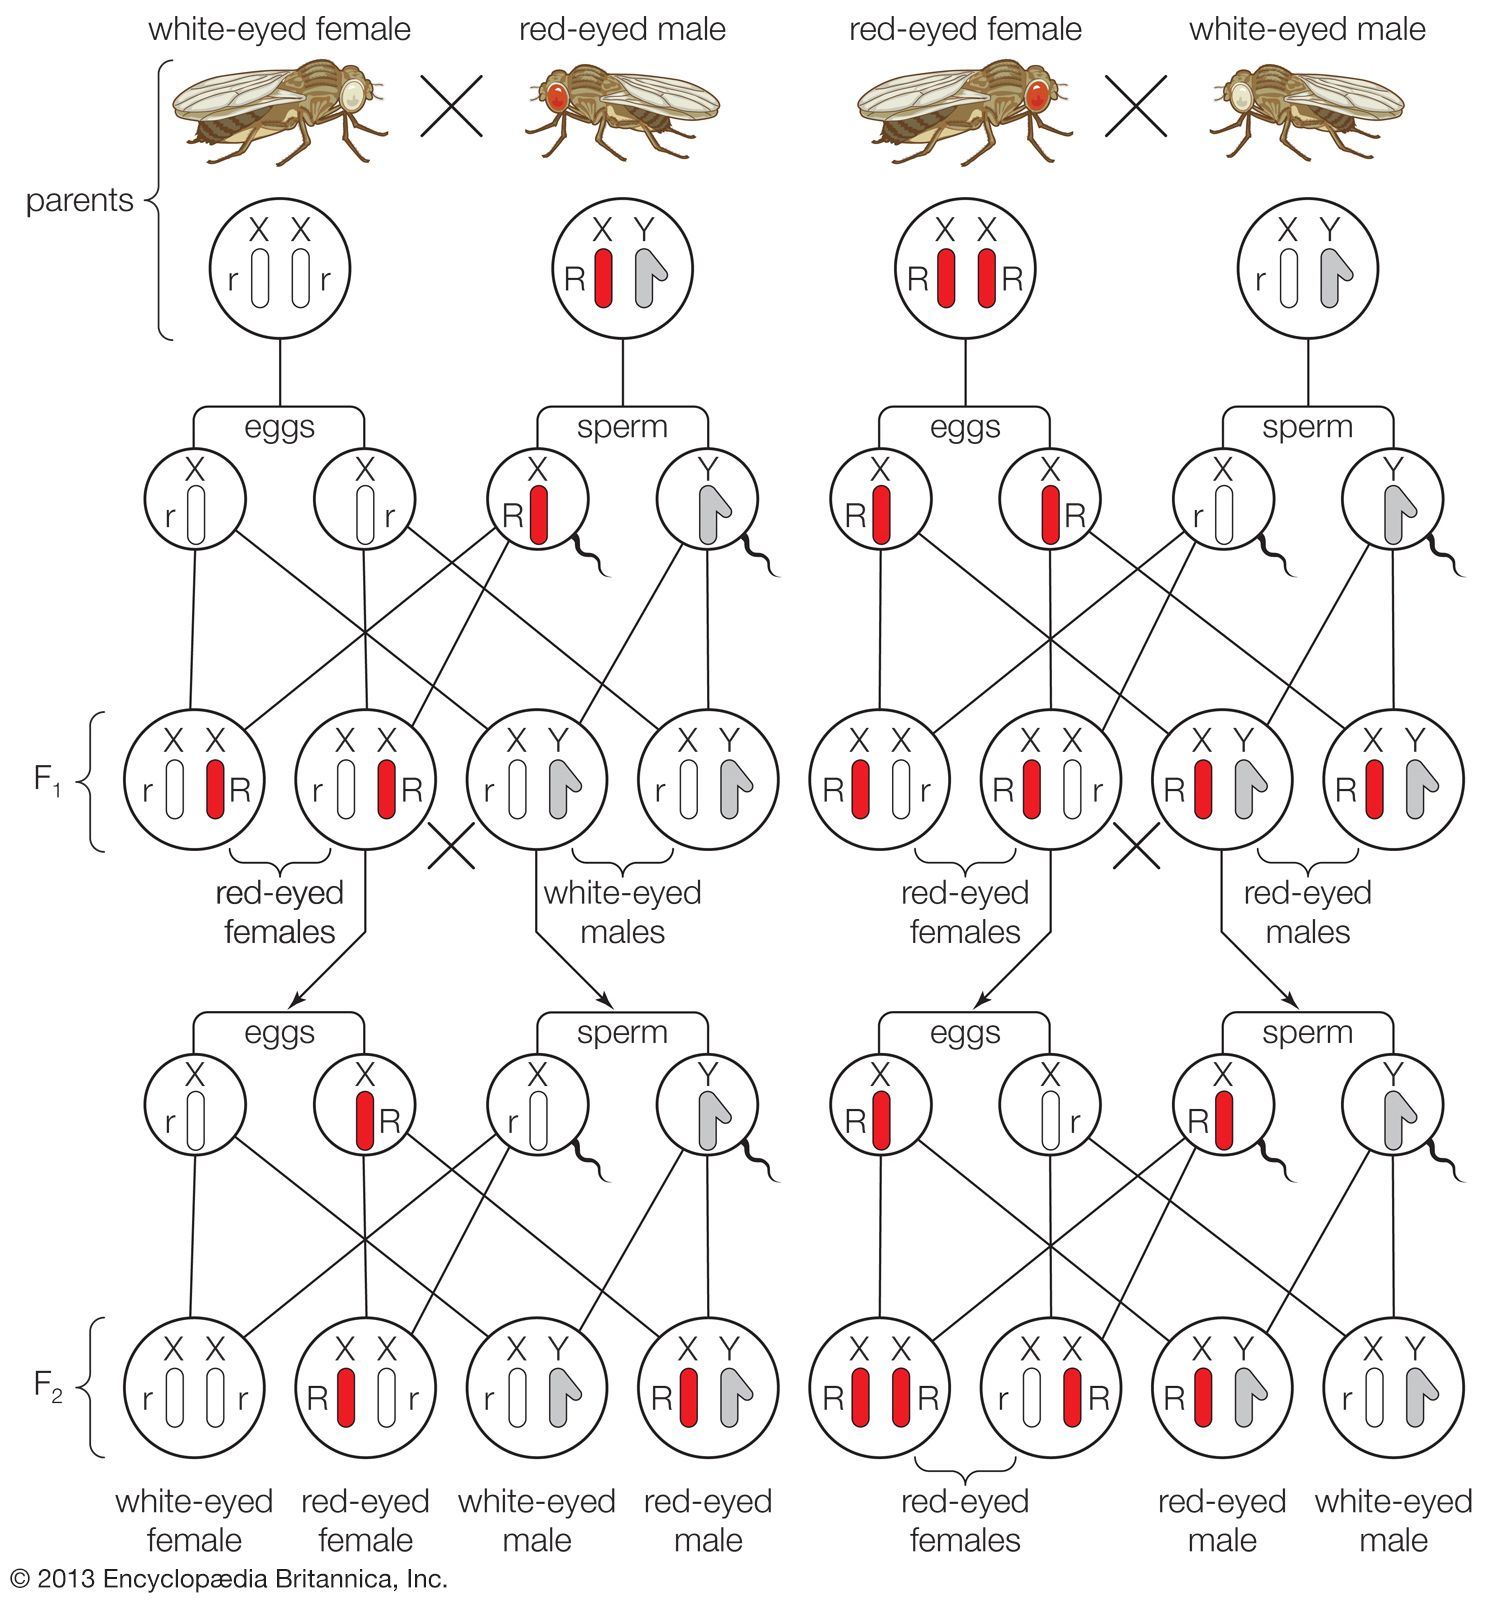 white-eyed female red-eyed male red-eyed female white-eyed male
parents
X X X Y X X X Y
r r R R R r
eggs sperm eggs sperm
X X X Y X X X Y
r r R R R r
X X X X X Y X Y X X X X X Y X Y
F1 r R r R r r R r R r R R
red-eyed white-eyed red-eyed red-eyed
females males females males
eggs sperm eggs sperm
X X X Y X X X Y
r R r R r R
X X X X X Y X Y X X X X X Y X Y
F2 r r R r r R R R r R R r
white-eyed red-eyed white-eyed red-eyed red-eyed red-eyed white-eyed
female female male male females male male
© 2013 Encyclopædia Britannica, Inc.